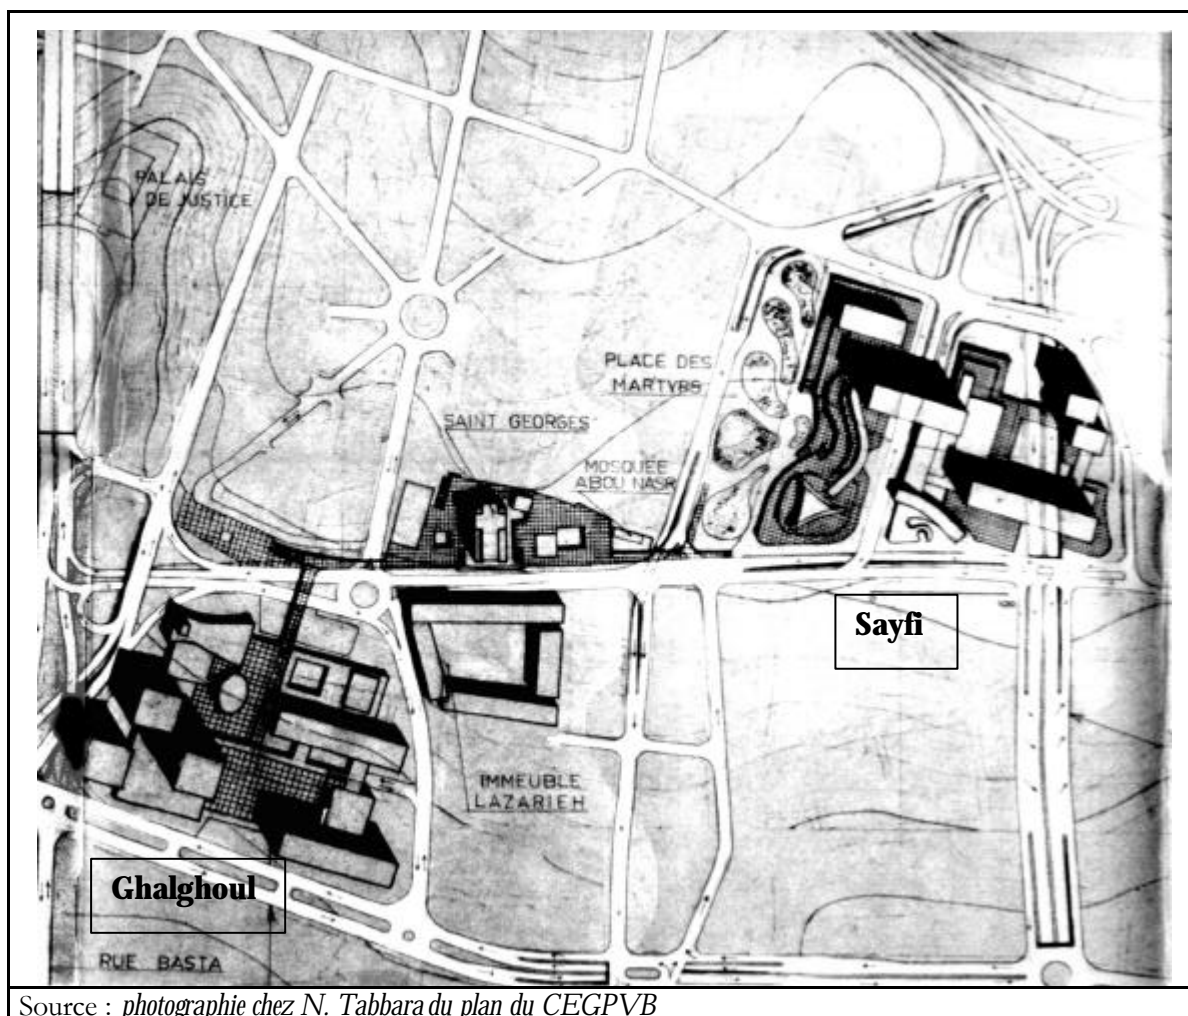 PALAIS
DE JUSTICE
PLACE DES
MARTYRS
SAINT GEORGES
MOSQUEE
ABOU NASR
Sayfi
IMMEUBLE
LAZARIEH
Ghalghoul
RUE BASTA
Source : photographie chez N. Tabbara du plan du CEGPVB